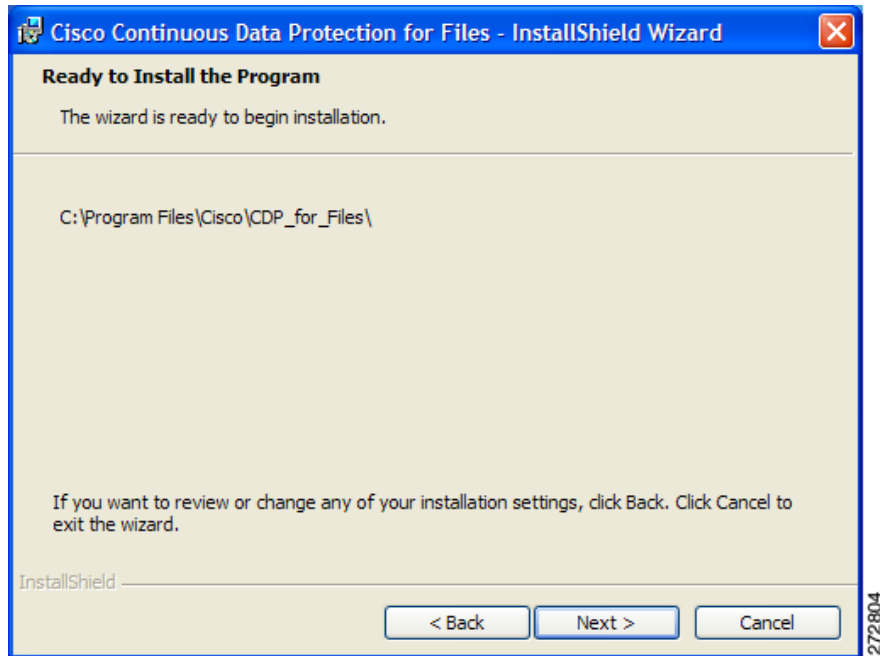 Cisco Continuous Data Protection for Files - InstallShield Wizard
Ready to Install the Program
The wizard is ready to begin installation.
C:\Program Files\Cisco\CDP_for_Files\
If you want to review or change any of your installation settings, click Back. Click Cancel to
exit the wizard.
InstallShield
< Back
Next >
Cancel
272804